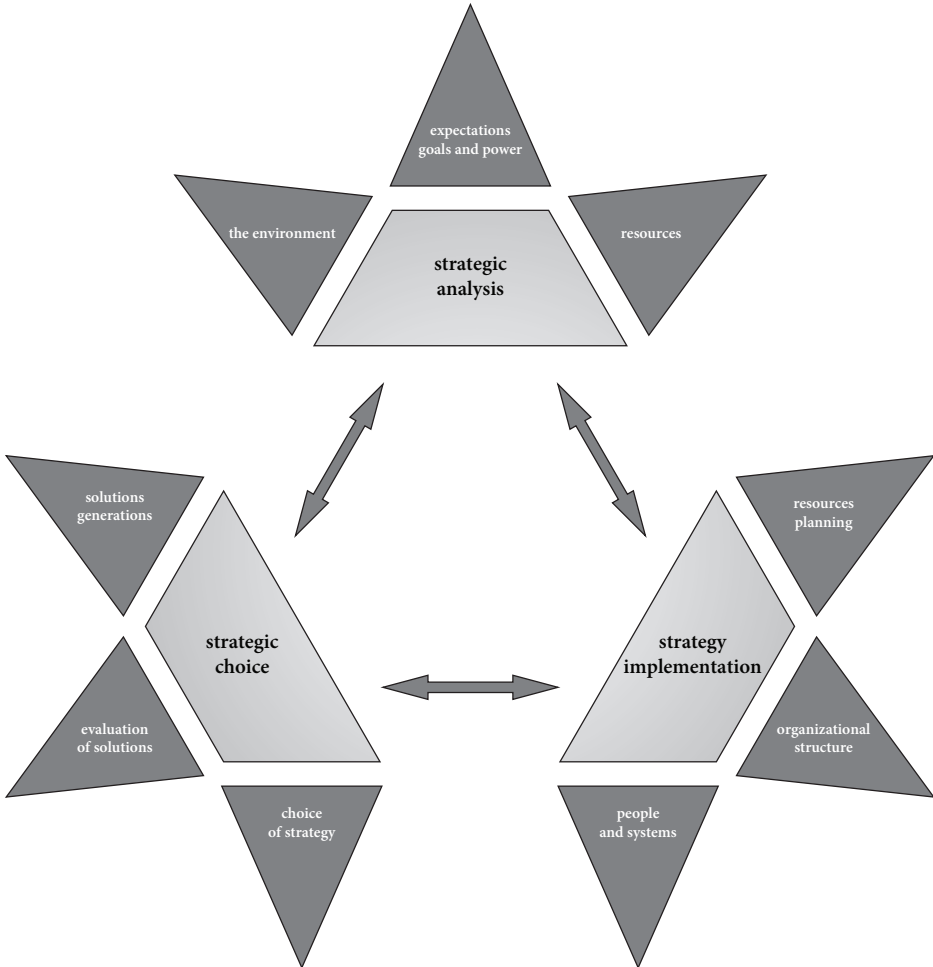 expectations
goals and power
the environment
resources
strategic
analysis
solutions
generations
resources
planning
strategic
choice
strategy
implementation
evaluation
of solutions
organizational
structure
choice
of strategy
people
and systems